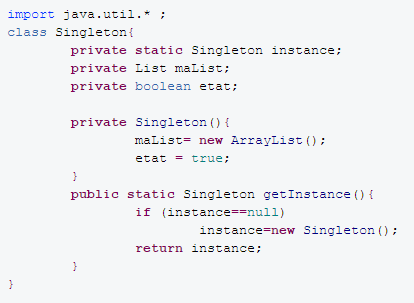 import java.util.* ;
class Singleton{
        private static Singleton instance;
        private List maList;
        private boolean etat;

        private Singleton(){
                maList= new ArrayList();
                etat = true;
        }
        public static Singleton getInstance(){
                if (instance==null)
                        instance=new Singleton();
                return instance;
        }
}